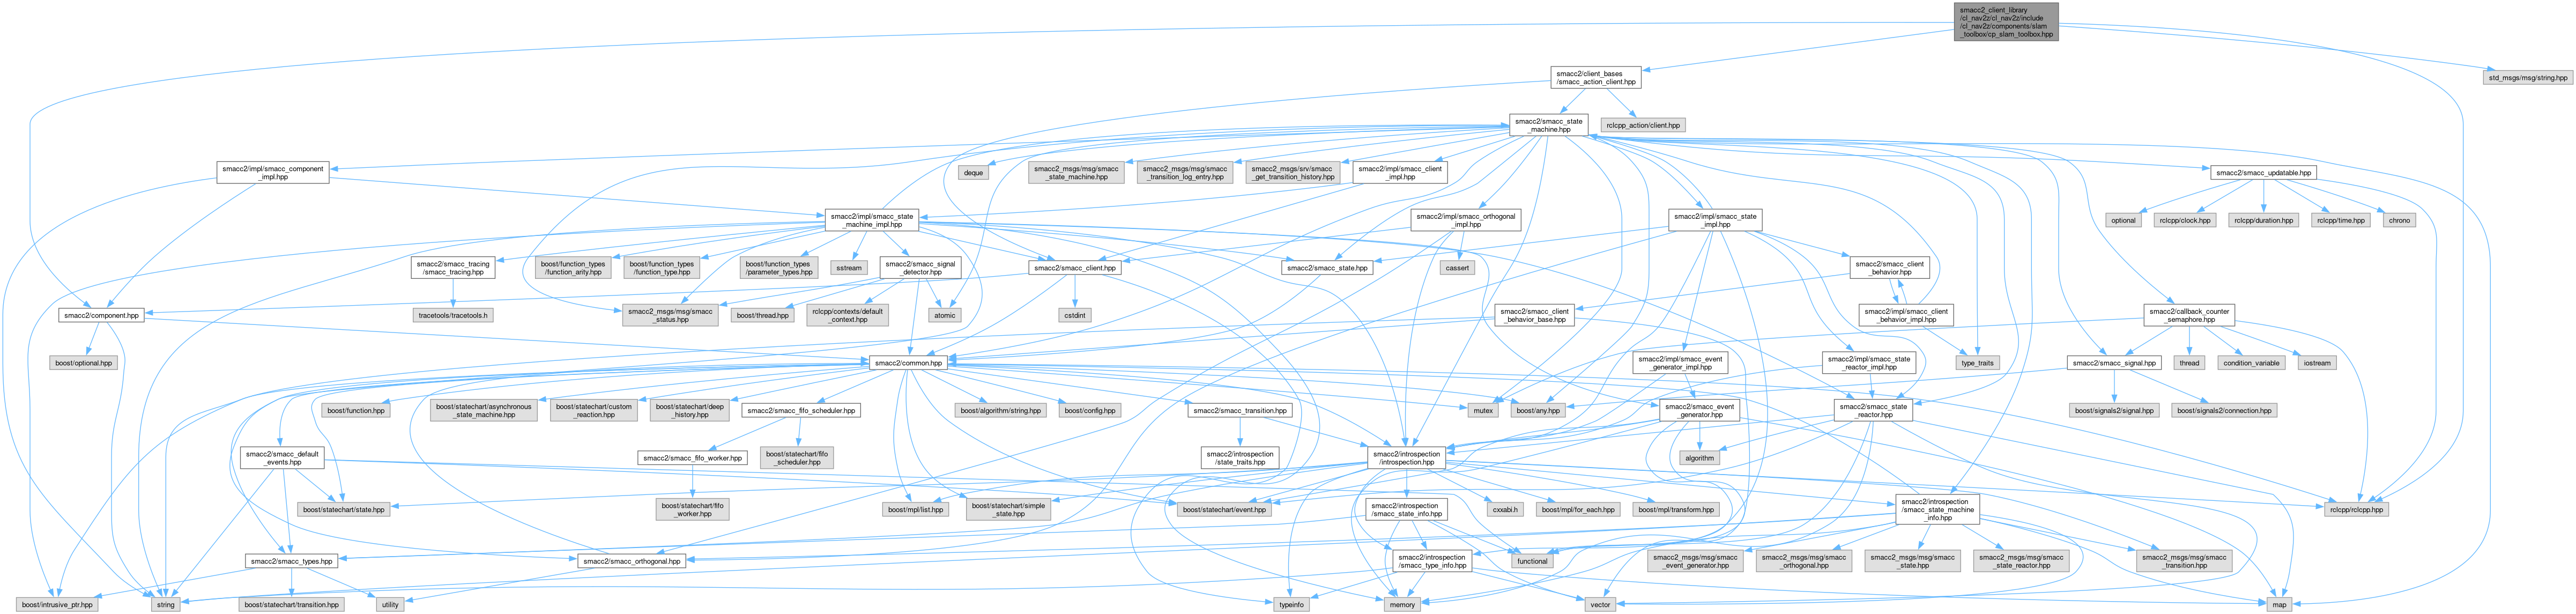 smacc2_client_library
/cl_nav2z/cl_nav2z/include
/cl_nav2z/components/slam
_toolbox/cp_slam_toolbox.hpp
smacc2/client_bases
/smacc_action_client.hpp
std_msgs/msg/string.hpp
smacc2/smacc_state
_machine.hpp
rclcpp_action/client.hpp
smacc2/impl/smacc_component
_impl.hpp
deque
smacc2_msgs/msg/smacc
_state_machine.hpp
smacc2_msgs/msg/smacc
_transition_log_entry.hpp
smacc2_msgs/srv/smacc
_get_transition_history.hpp
smacc2/impl/smacc_client
_impl.hpp
smacc2/smacc_updatable.hpp
smacc2/impl/smacc_state
_machine_impl.hpp
smacc2/impl/smacc_orthogonal
_impl.hpp
smacc2/impl/smacc_state
_impl.hpp
optional
rclcpp/clock.hpp
rclcpp/duration.hpp
rclcpp/time.hpp
chrono
smacc2/smacc_tracing
/smacc_tracing.hpp
boost/function_types
/function_arity.hpp
boost/function_types
/function_type.hpp
boost/function_types
/parameter_types.hpp
sstream
smacc2/smacc_signal
_detector.hpp
smacc2/smacc_client.hpp
cassert
smacc2/smacc_state.hpp
smacc2/smacc_client
_behavior.hpp
smacc2/component.hpp
tracetools/tracetools.h
smacc2_msgs/msg/smacc
_status.hpp
boost/thread.hpp
rclcpp/contexts/default
_context.hpp
atomic
cstdint
smacc2/smacc_client
_behavior_base.hpp
smacc2/impl/smacc_client
_behavior_impl.hpp
smacc2/callback_counter
_semaphore.hpp
boost/optional.hpp
smacc2/common.hpp
smacc2/impl/smacc_event
_generator_impl.hpp
smacc2/impl/smacc_state
_reactor_impl.hpp
type_traits
smacc2/smacc_signal.hpp
thread
condition_variable
iostream
boost/function.hpp
boost/statechart/asynchronous
_state_machine.hpp
boost/statechart/custom
_reaction.hpp
boost/statechart/deep
_history.hpp
smacc2/smacc_fifo_scheduler.hpp
boost/algorithm/string.hpp
boost/config.hpp
smacc2/smacc_transition.hpp
mutex
boost/any.hpp
smacc2/smacc_event
_generator.hpp
smacc2/smacc_state
_reactor.hpp
boost/signals2/signal.hpp
boost/signals2/connection.hpp
smacc2/smacc_default
_events.hpp
smacc2/smacc_fifo_worker.hpp
boost/statechart/fifo
_scheduler.hpp
smacc2/introspection
/state_traits.hpp
smacc2/introspection
/introspection.hpp
algorithm
boost/statechart/state.hpp
boost/statechart/fifo
_worker.hpp
boost/mpl/list.hpp
boost/statechart/simple
_state.hpp
boost/statechart/event.hpp
smacc2/introspection
/smacc_state_info.hpp
cxxabi.h
boost/mpl/for_each.hpp
boost/mpl/transform.hpp
smacc2/introspection
/smacc_state_machine
_info.hpp
rclcpp/rclcpp.hpp
smacc2/smacc_types.hpp
smacc2/smacc_orthogonal.hpp
smacc2/introspection
/smacc_type_info.hpp
functional
smacc2_msgs/msg/smacc
_event_generator.hpp
smacc2_msgs/msg/smacc
_orthogonal.hpp
smacc2_msgs/msg/smacc
_state.hpp
smacc2_msgs/msg/smacc
_state_reactor.hpp
smacc2_msgs/msg/smacc
_transition.hpp
boost/intrusive_ptr.hpp
string
boost/statechart/transition.hpp
utility
typeinfo
memory
vector
map